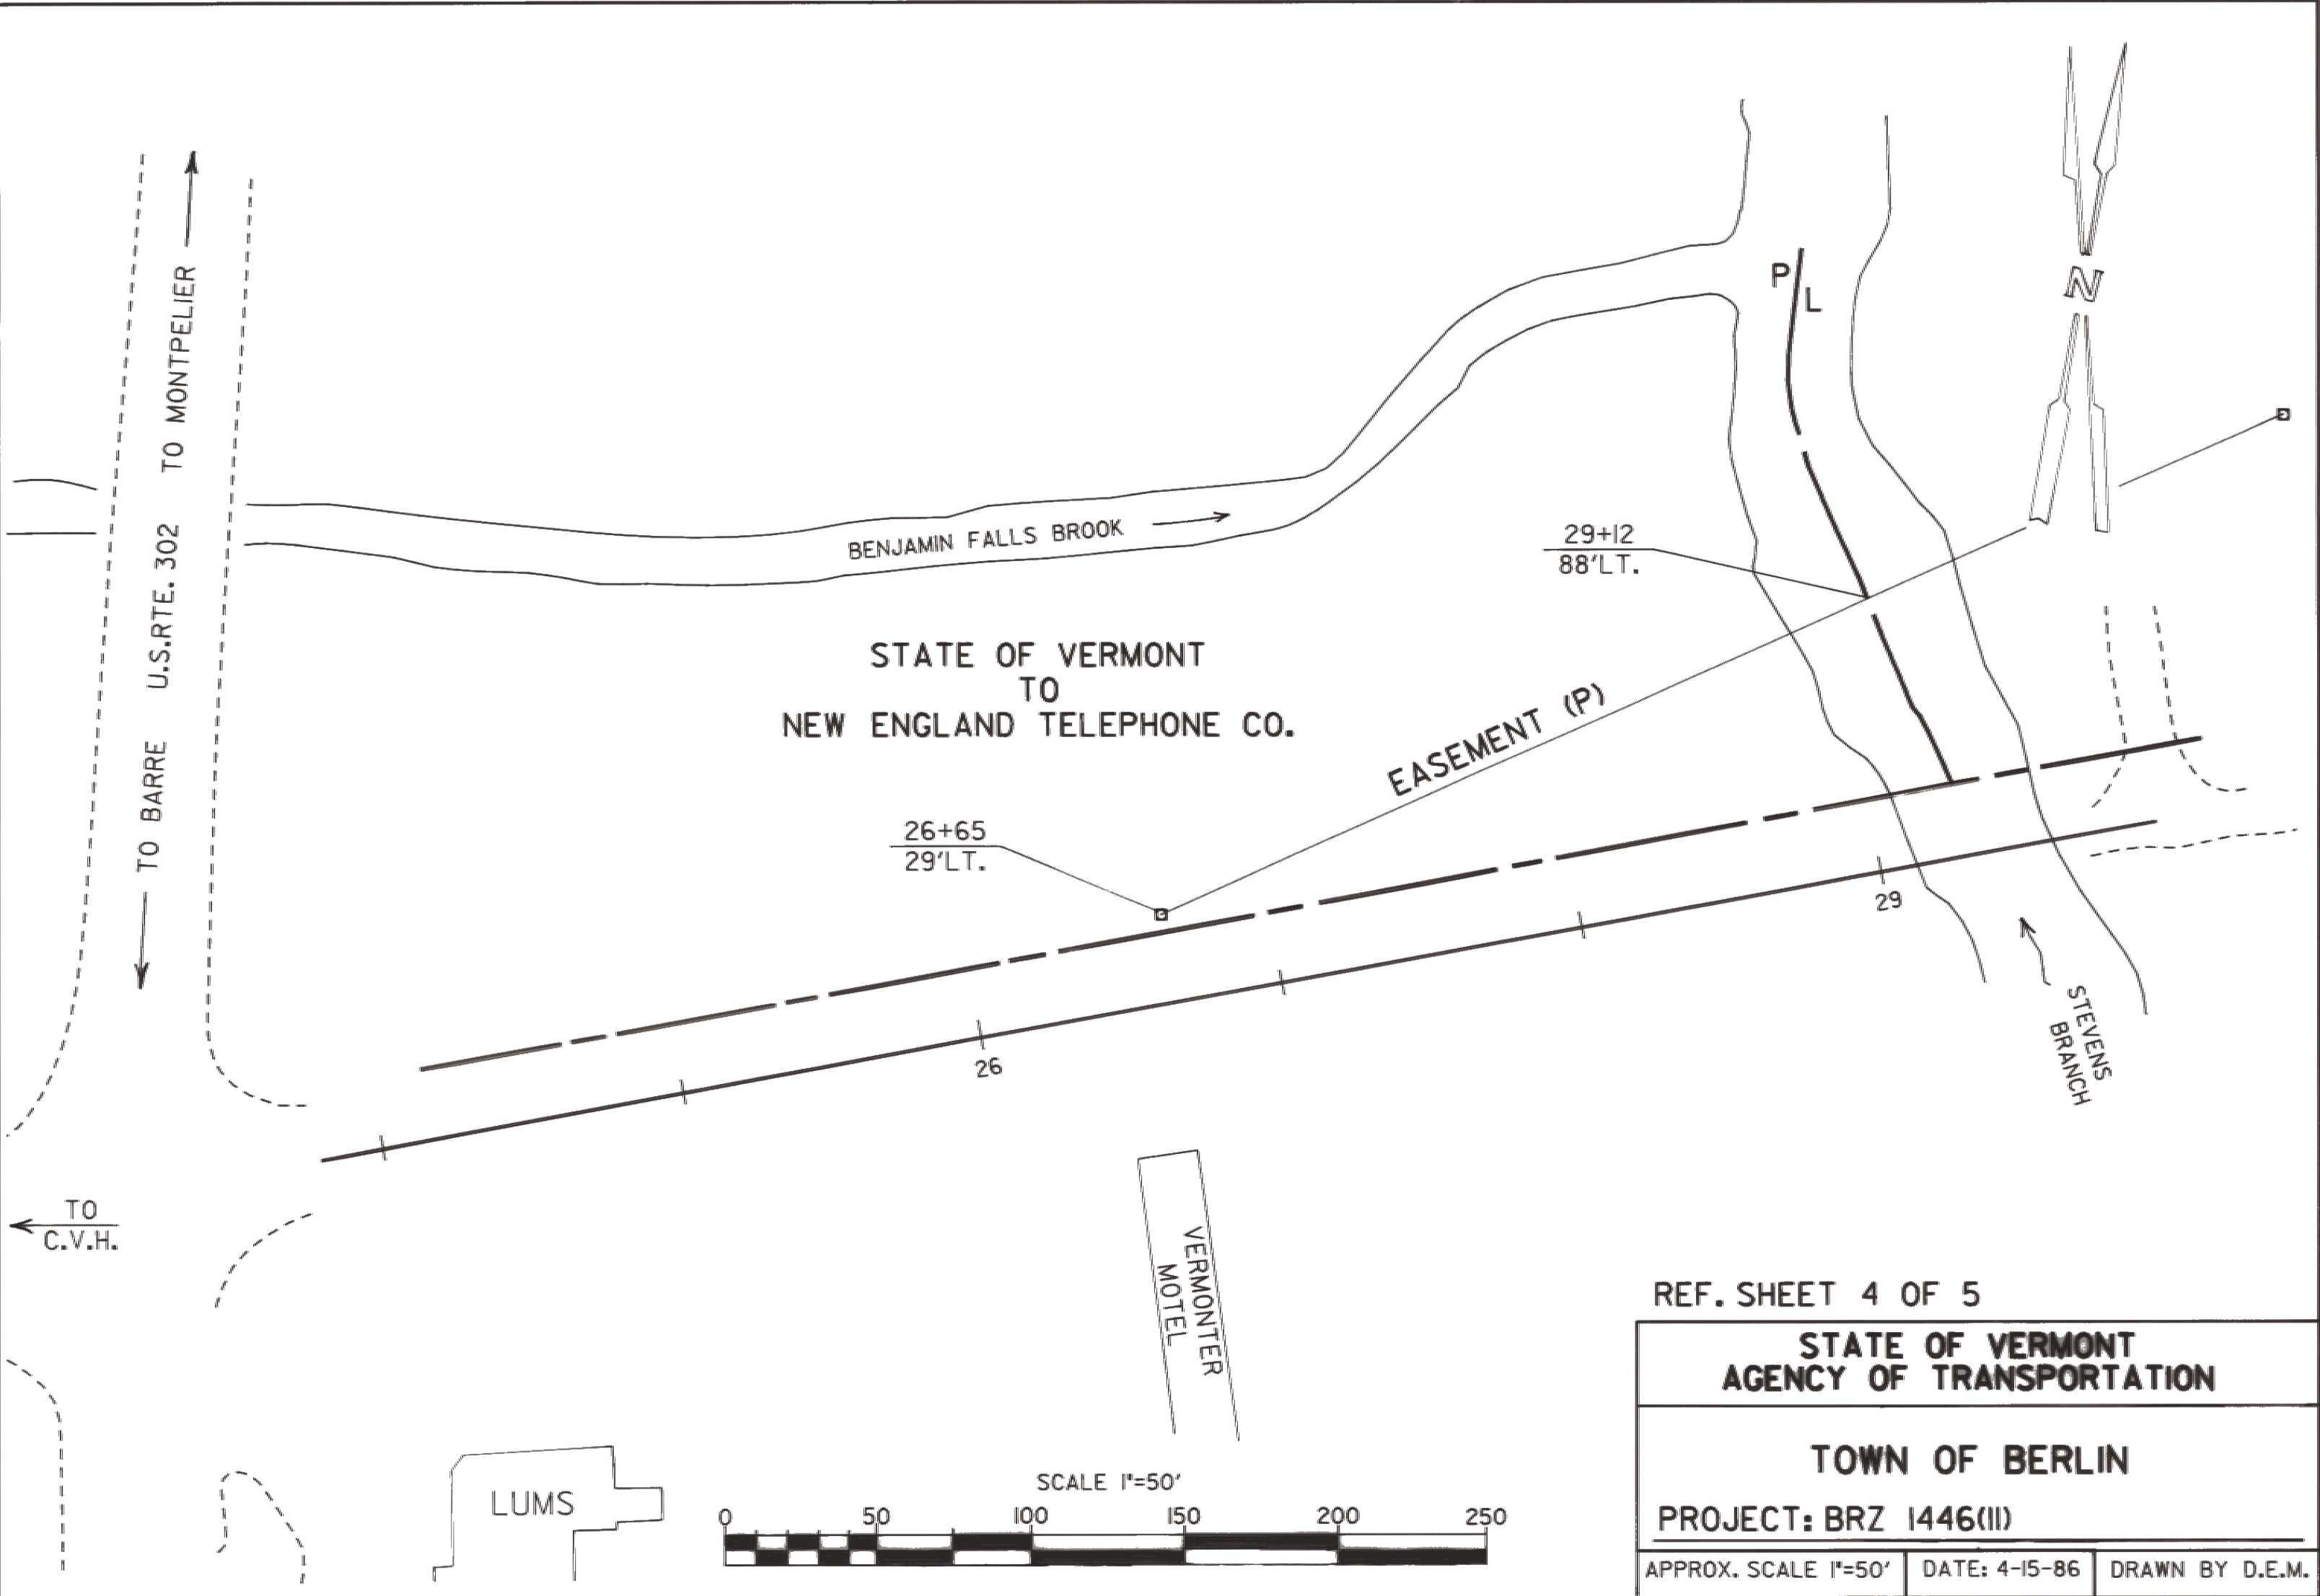 TO BARRE U.S.RTE. 302 TO MONTPELIER
BENJAMIN FALLS BROOK
P
L
N
29+12
88'LT.
STATE OF VERMONT
TO
NEW ENGLAND TELEPHONE CO.
EASEMENT (P)
26+65
29'LT.
29
26
STEVENS
BRANCH
TO
C.V.H.
VERMONTER
MOTEL
LUMS
SCALE 1"=50'
0 50 100 150 200 250
REF. SHEET 4 OF 5
STATE OF VERMONT
AGENCY OF TRANSPORTATION
TOWN OF BERLIN
PROJECT: BRZ 1446(11)
APPROX. SCALE 1"=50' DATE: 4-15-86 DRAWN BY D.E.M.